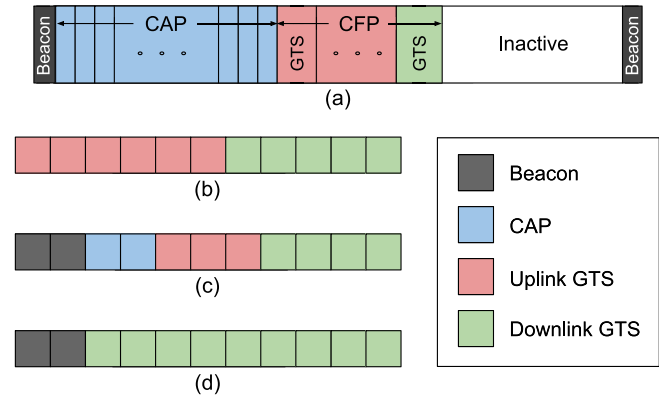 Beacon
CAP
CFP
GTS
GTS
Inactive
Beacon
(a)
(b)
(c)
(d)
Beacon
CAP
Uplink GTS
Downlink GTS